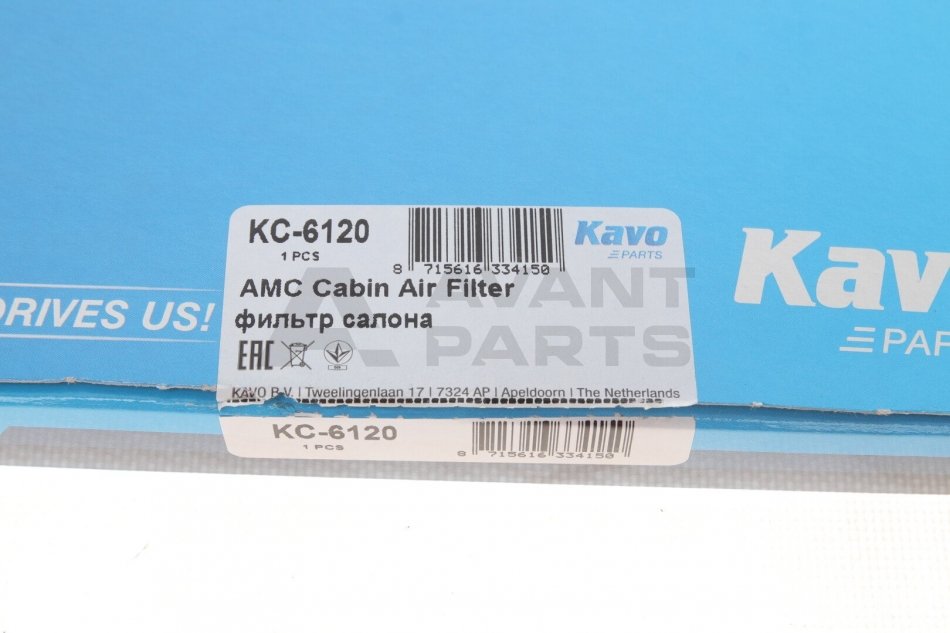 KC-6120
1 PCS
8 715616 334150
Kavo
PARTS
AMC Cabin Air Filter
фильтр салона
EAC
KAVO B.V. | Tweelingenlaan 17 | 7324 AP | Apeldoorn | The Netherlands
AVANT
PARTS
DRIVES US!
Kav
PAR
KC-6120
1 PCS
8 715616 334150